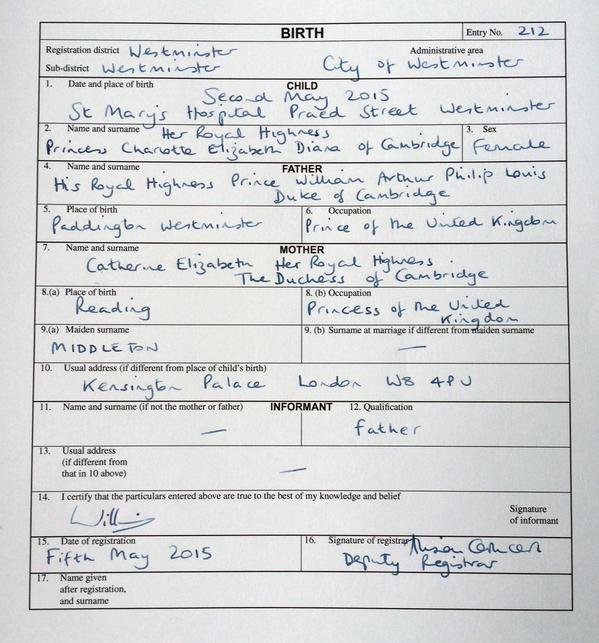 BIRTH
Entry No. 212
Registration district Westminster
Administrative area
Sub-district Westminster
City of Westminster
1. Date and place of birth
CHILD
Second May 2015
St Mary's Hospital Praed Street Westminster
2. Name and surname
Her Royal Highness
Princess Charlotte Elizabeth Diana of Cambridge
3. Sex
Female
4. Name and surname
FATHER
His Royal Highness Prince William Arthur Philip Louis
Duke of Cambridge
5. Place of birth
Paddington Westminster
6. Occupation
Prince of the United Kingdom
7. Name and surname
MOTHER
Catherine Elizabeth Her Royal Highness
The Duchess of Cambridge
8.(a) Place of birth
Reading
8. (b) Occupation
Princess of the United
Kingdom
9.(a) Maiden surname
MIDDLETON
9. (b) Surname at marriage if different from maiden surname
—
10. Usual address (if different from place of child's birth)
Kensington Palace London W8 4PU
11. Name and surname (if not the mother or father)
INFORMANT
—
12. Qualification
Father
13. Usual address
(if different from
that in 10 above)
—
14. I certify that the particulars entered above are true to the best of my knowledge and belief
William
Signature
of informant
15. Date of registration
Fifth May 2015
16. Signature of registrar
Alison
Deputy Registrar
17. Name given
after registration,
and surname